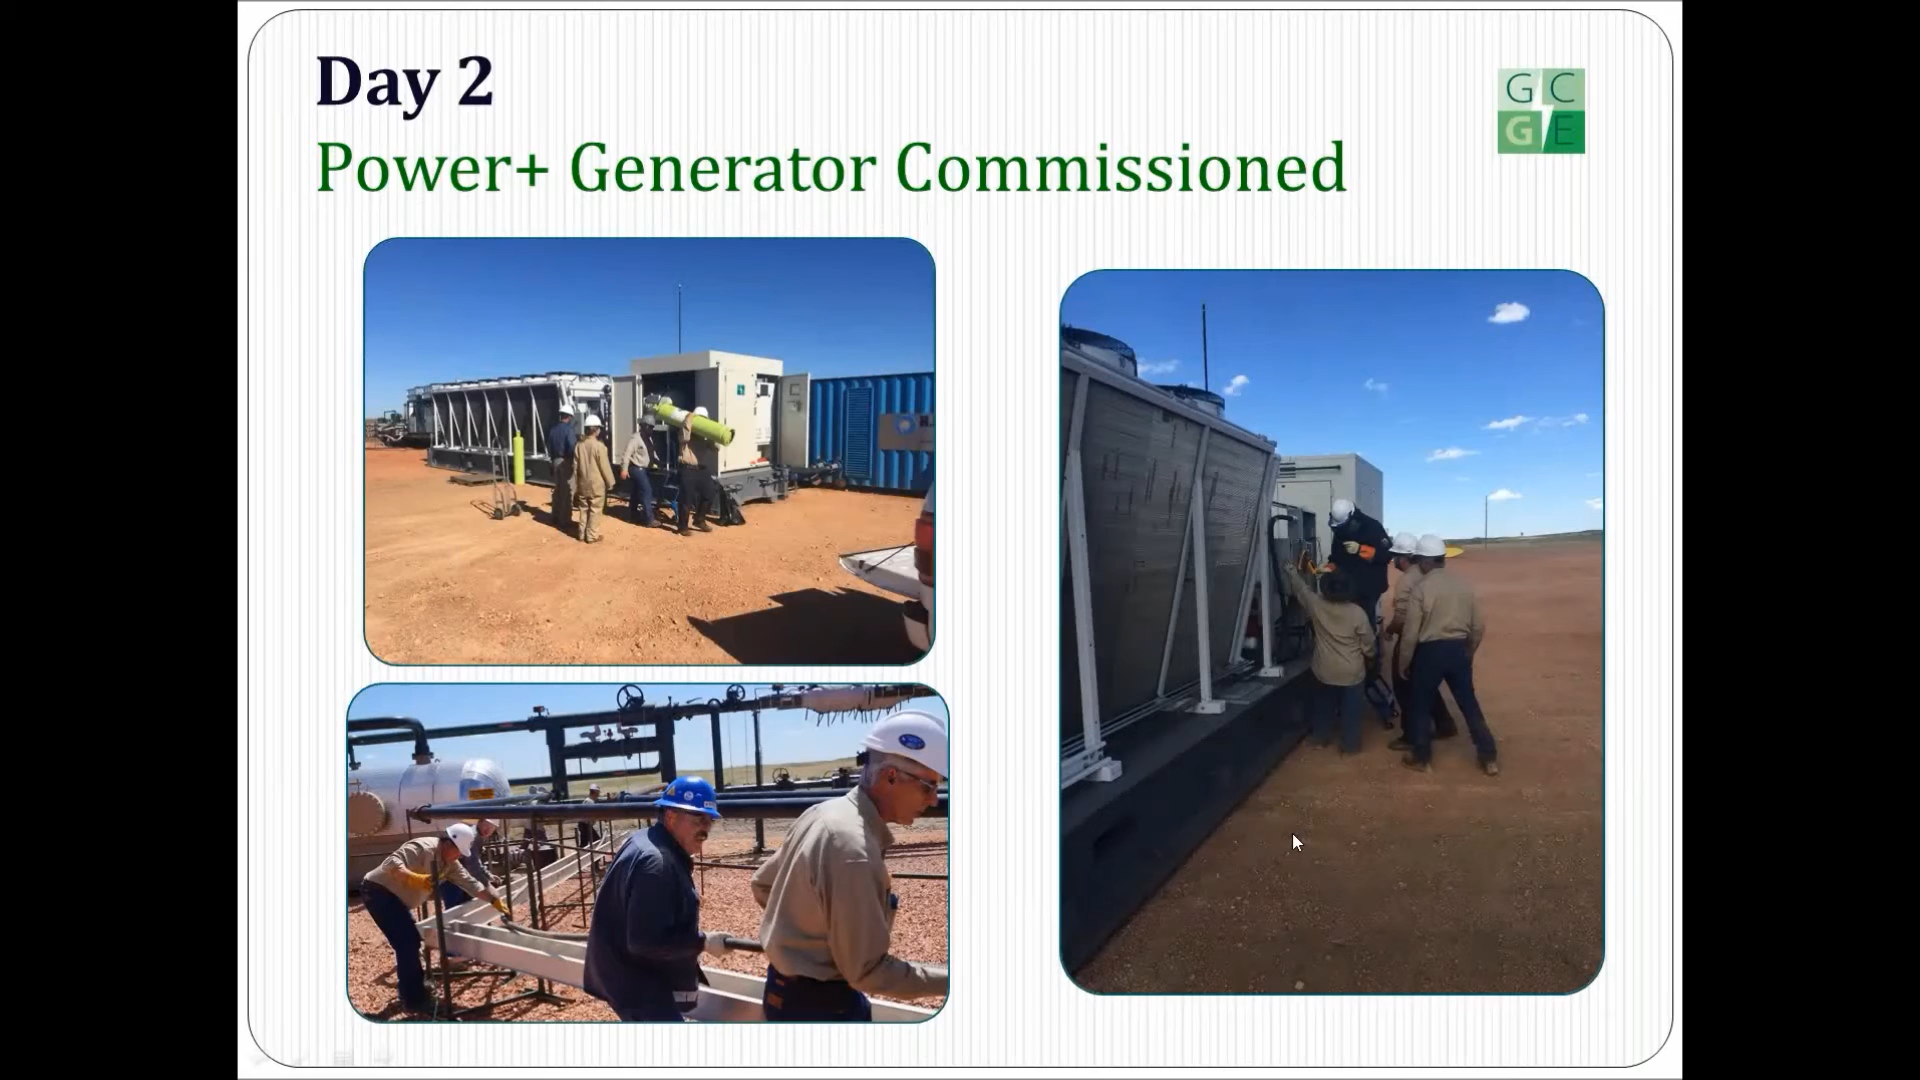 Day 2
Power+ Generator Commissioned
G C
G E